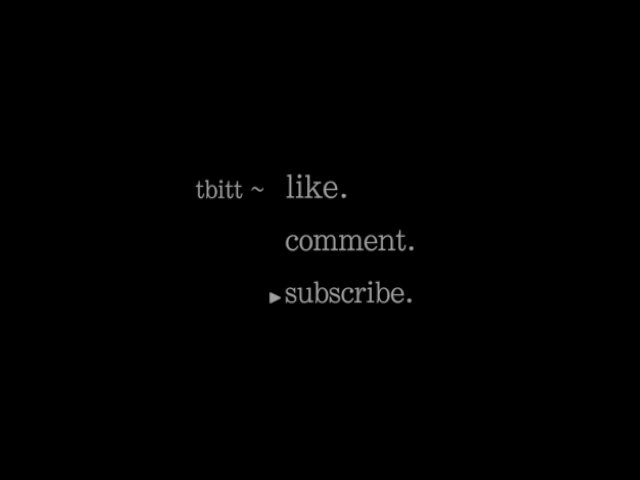 tbitt ~ like.
comment.
▶subscribe.